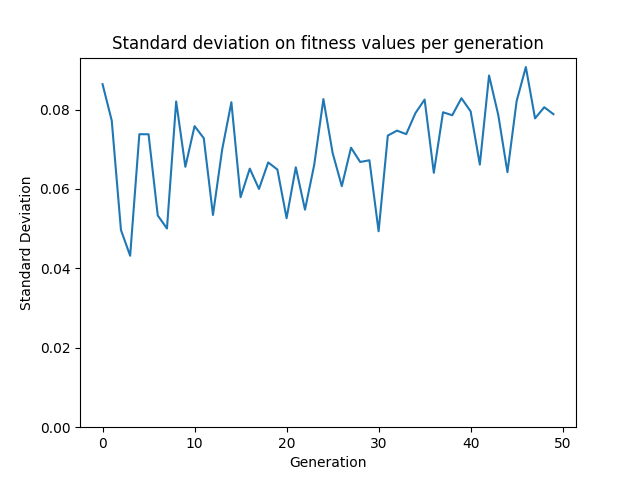 Standard deviation on fitness values per generation
Standard Deviation
0.08
0.06
0.04
0.02
0.00
0 10 20 30 40 50
Generation